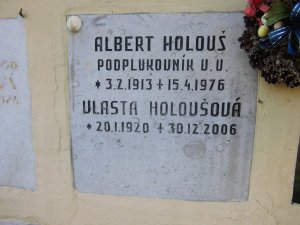 ALBERT HOLOUŠ
PODPLUKOVNÍK V.V.
* 3.2.1913 + 15.4.1976
VLASTA HOLOUŠOVÁ
* 20.1.1920 + 30.12.2006